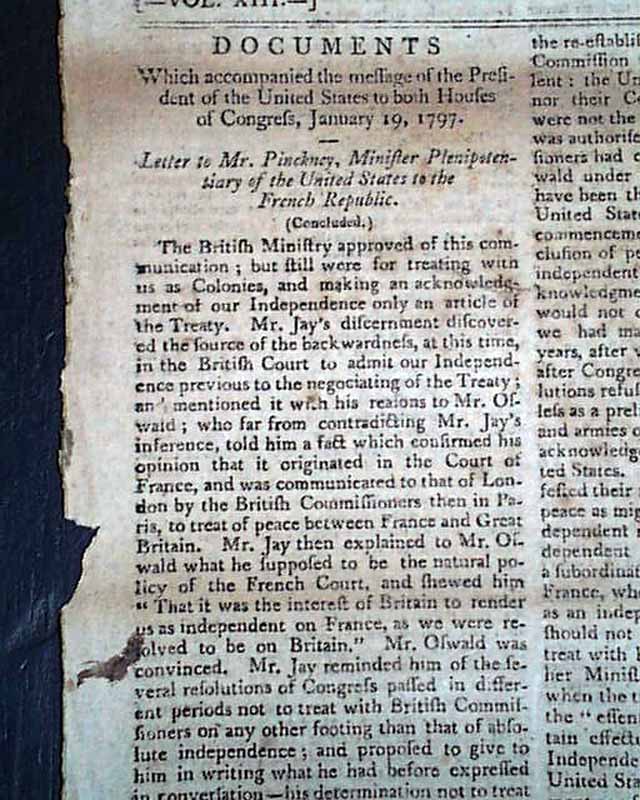 [—VOL. XIII.—]
DOCUMENTS
Which accompanied the meſſage of the Preſi-
dent of the United States to both Houſes
of Congreſs, January 19, 1797.
Letter to Mr. Pinckney, Miniſter Plenipoten-
tiary of the United States to the
French Republic.
(Concluded.)
The Britiſh Miniſtry approved of this com-
munication ; but ſtill were for treating with
us as Colonies, and making an acknowledg-
ment of our Independence only an article of
the Treaty. Mr. Jay's diſcernment diſcover-
ed the ſource of the backwardneſs, at this time,
in the Britiſh Court to admit our Independ-
ence previous to the negociating of the Treaty ;
an' mentioned it with his reaſons to Mr. Oſ-
wald ; who far from contradicting Mr. Jay's
inference, told him a fact which confirmed his
opinion that it originated in the Court of
France, and was communicated to that of Lon-
don by the Britiſh Commiſſioners then in Pa-
ris, to treat of peace between France and Great
Britain. Mr. Jay then explained to Mr. Oſ-
wald what he ſuppoſed to be the natural po-
licy of the French Court, and ſhewed him
“ That it was the intereſt of Britain to render
us as independent on France, as we were re-
ſolved to be on Britain.” Mr. Oſwald was
convinced. Mr. Jay reminded him of the ſe-
veral reſolutions of Congreſs paſſed in differ-
ent periods not to treat with Britiſh Commiſ-
ſioners on any other footing than that of abſo-
lute independence ; and propoſed to give to
him in writing what he had before expreſſed
in converſation—his determination not to treat
the re-eſtabliſ
Commiſſion
lent : the Un
nor their C
were not the
was authoriſe
ſioners had c
wald under
have been th
United State
commenceme
cluſion of pe
independent
knowledgme
would not c
we had ma
years, after
after Congre
lutions refuſ
leſs as a prel
and armies o
acknowledge
ted States.
feſſed their
peace as mig
dependent
dependent
a ſubordinat
France, who
as an indep
ſhould not
treat with
her Miniſt
when the
the “ eſſen
tain effectu
Independe
United Sta